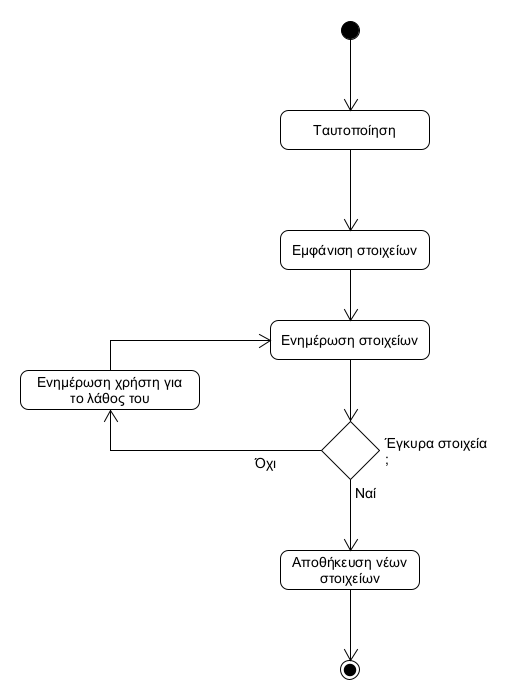 Ταυτοποίηση
Εμφάνιση στοιχείων
Ενημέρωση στοιχείων
Ενημέρωση χρήστη για
το λάθος του
Έγκυρα στοιχεία
;
Όχι
Ναί
Αποθήκευση νέων
στοιχείων